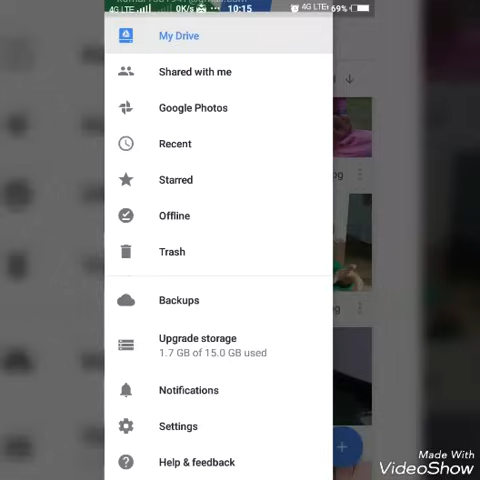 4G LTE 0K/s ... 10:15 4G LTE 69%
My Drive
Shared with me
Google Photos
Recent
Starred
Offline
Trash
Backups
Upgrade storage
1.7 GB of 15.0 GB used
Notifications
Settings
Help & feedback
Made With
VideoShow